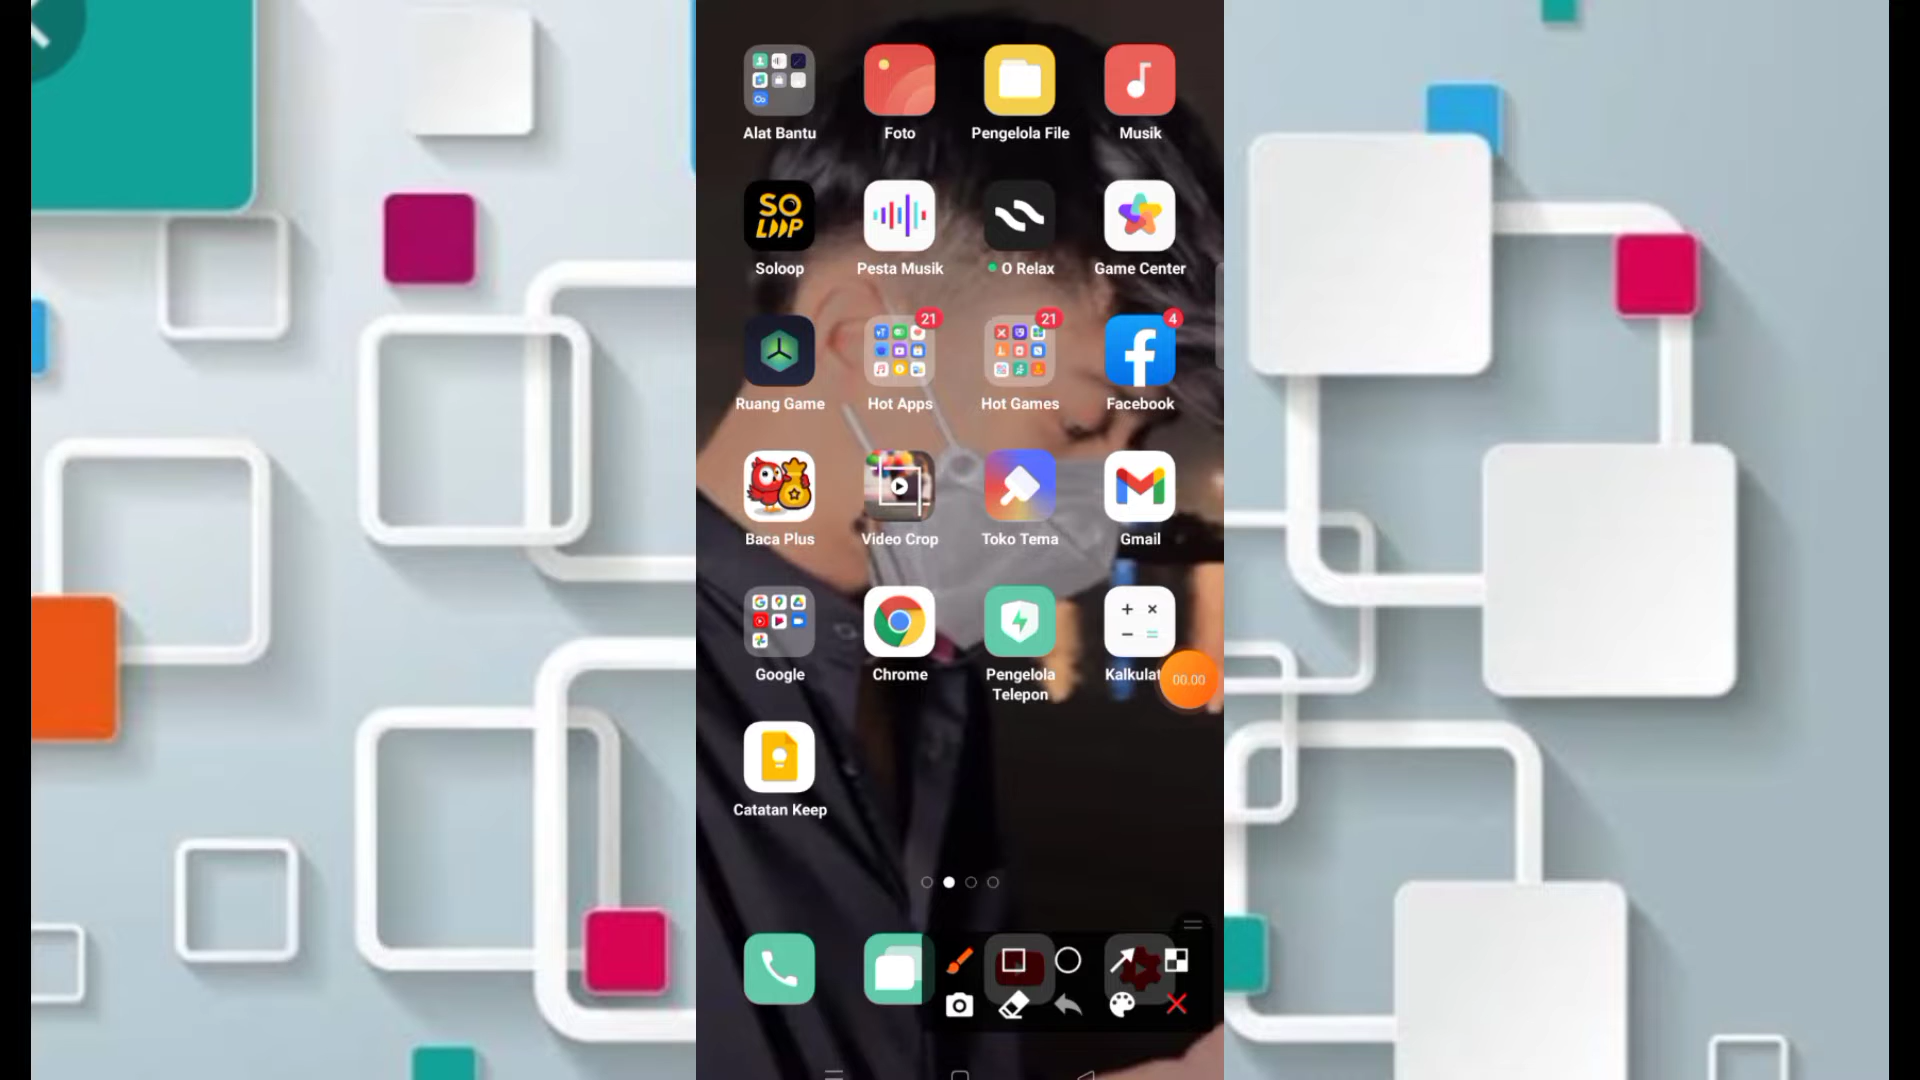 Alat Bantu
Foto
Pengelola File
Musik
SO
LOOP
Soloop
Pesta Musik
O Relax
Game Center
21
21
4
Ruang Game
Hot Apps
Hot Games
Facebook
Baca Plus
Video Crop
Toko Tema
Gmail
Google
Chrome
Pengelola
Telepon
Kalkulat
00.00
Catatan Keep